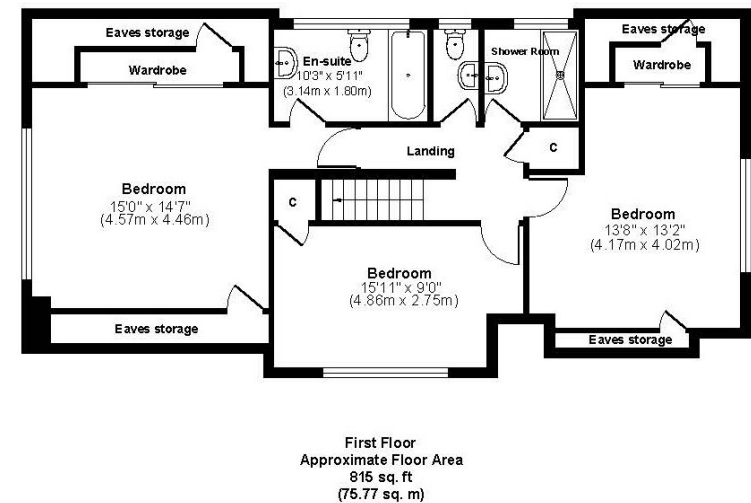 Eaves storage
Wardrobe
En-suite
10'3" x 5'11"
(3.14m x 1.80m)
Shower Room
Eaves storage
Wardrobe
Landing
C
Bedroom
15'0" x 14'7"
(4.57m x 4.46m)
C
Bedroom
13'8" x 13'2"
(4.17m x 4.02m)
Bedroom
15'11" x 9'0"
(4.86m x 2.75m)
Eaves storage
Eaves storage
First Floor
Approximate Floor Area
815 sq. ft
(75.77 sq. m)